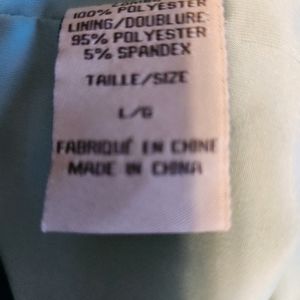 100% POLYESTER
LINING/DOUBLURE:
95% POLYESTER
5% SPANDEX
TAILLE/SIZE
L/G
FABRIQUÉ EN CHINE
MADE IN CHINA